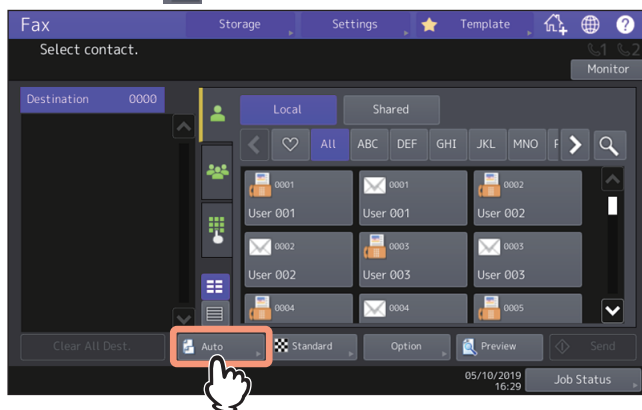 Fax
Storage
Settings
Template
?
Select contact.
1
2
Monitor
Destination 0000
Local
Shared
All
ABC
DEF
GHI
JKL
MNO
0001
User 001
0001
User 001
0002
User 002
0002
User 002
0003
User 003
0003
User 003
0004
0004
0005
Clear All Dest.
Auto
Standard
Option
Preview
Send
05/10/2019
16:29
Job Status